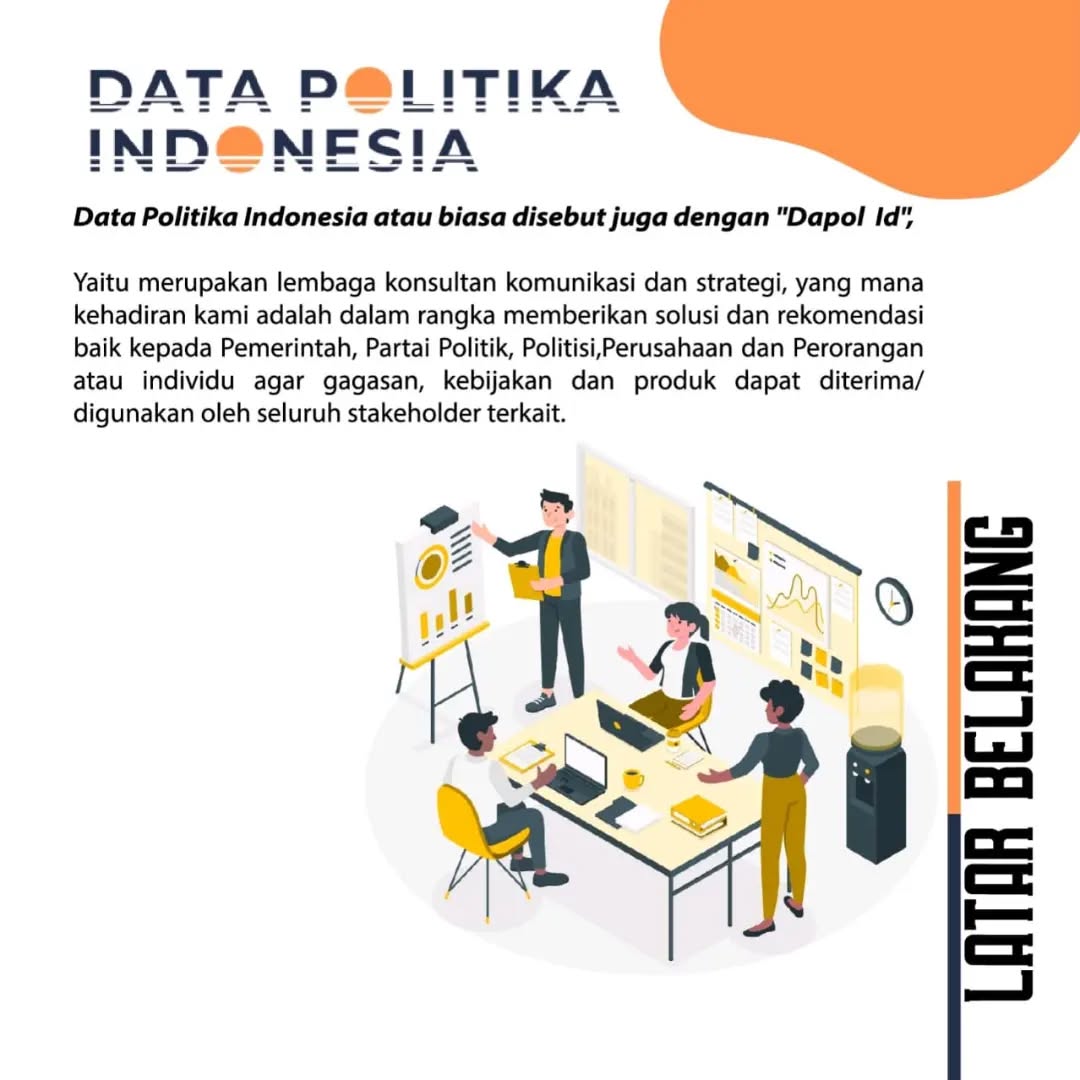 DATA POLITIKA
INDONESIA
Data Politika Indonesia atau biasa disebut juga dengan "Dapol Id",
Yaitu merupakan lembaga konsultan komunikasi dan strategi, yang mana
kehadiran kami adalah dalam rangka memberikan solusi dan rekomendasi
baik kepada Pemerintah, Partai Politik, Politisi,Perusahaan dan Perorangan
atau individu agar gagasan, kebijakan dan produk dapat diterima/
digunakan oleh seluruh stakeholder terkait.
LATAR BELAKANG